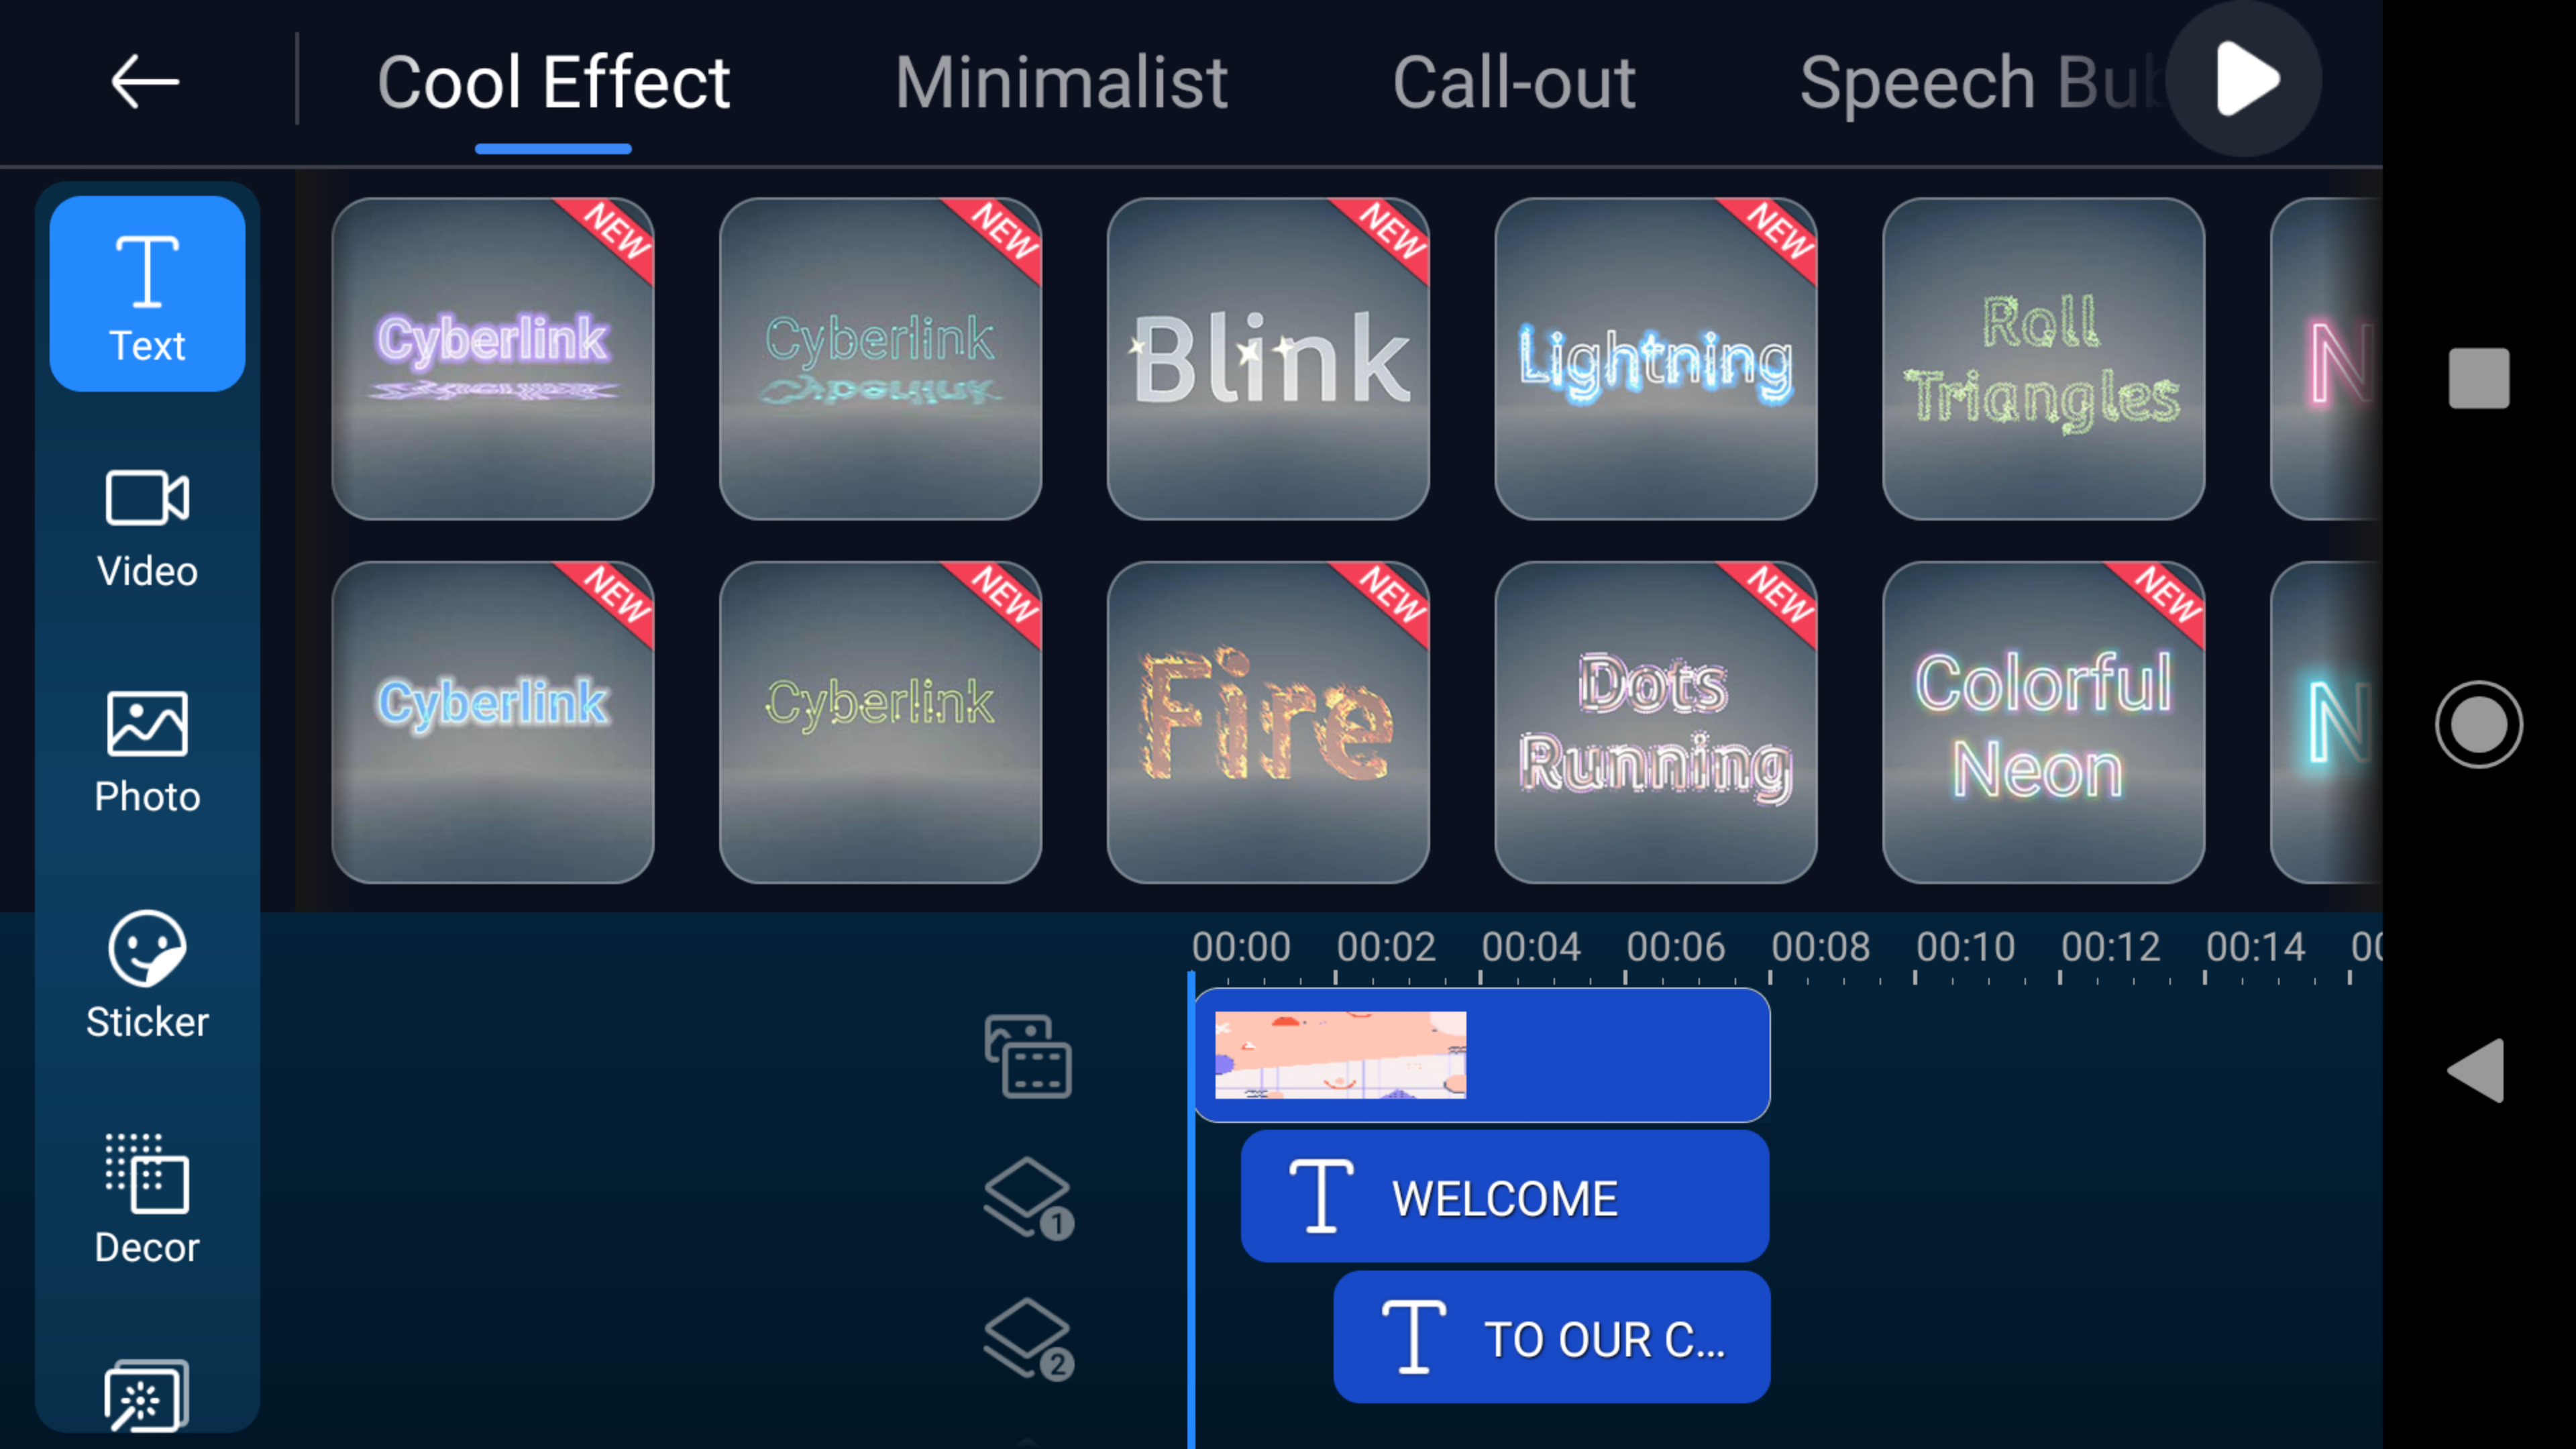 Cool Effect
Minimalist
Call-out
Speech Bub
Text
Video
Photo
Sticker
Decor
NEW
Cyberlink
NEW
Cyberlink
NEW
Blink
NEW
Lightning
Roll
Triangles
N
NEW
Cyberlink
NEW
Cyberlink
NEW
Fire
NEW
Dots
Running
NEW
Colorful
Neon
N
00:00 00:02 00:04 00:06 00:08 00:10 00:12 00:14 00
1
T WELCOME
2
T TO OUR C...